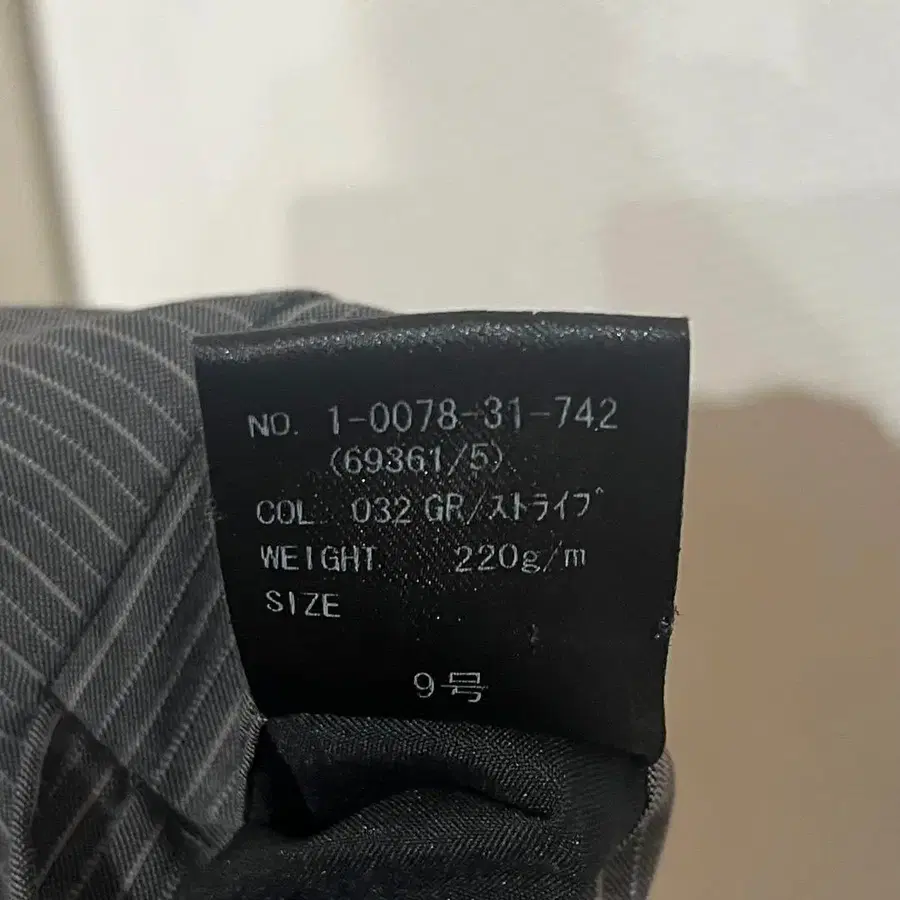 NO. 1-0078-31-742
(69361/5)
COL. 032 GR/ストライプ
WEIGHT. 220g/m
SIZE
9号